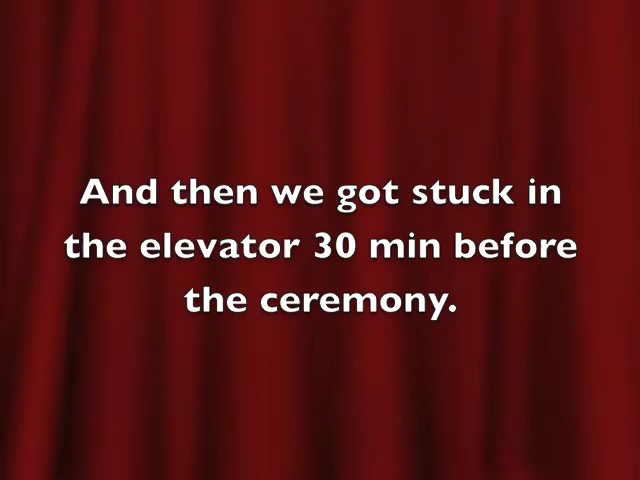 And then we got stuck in
the elevator 30 min before
the ceremony.